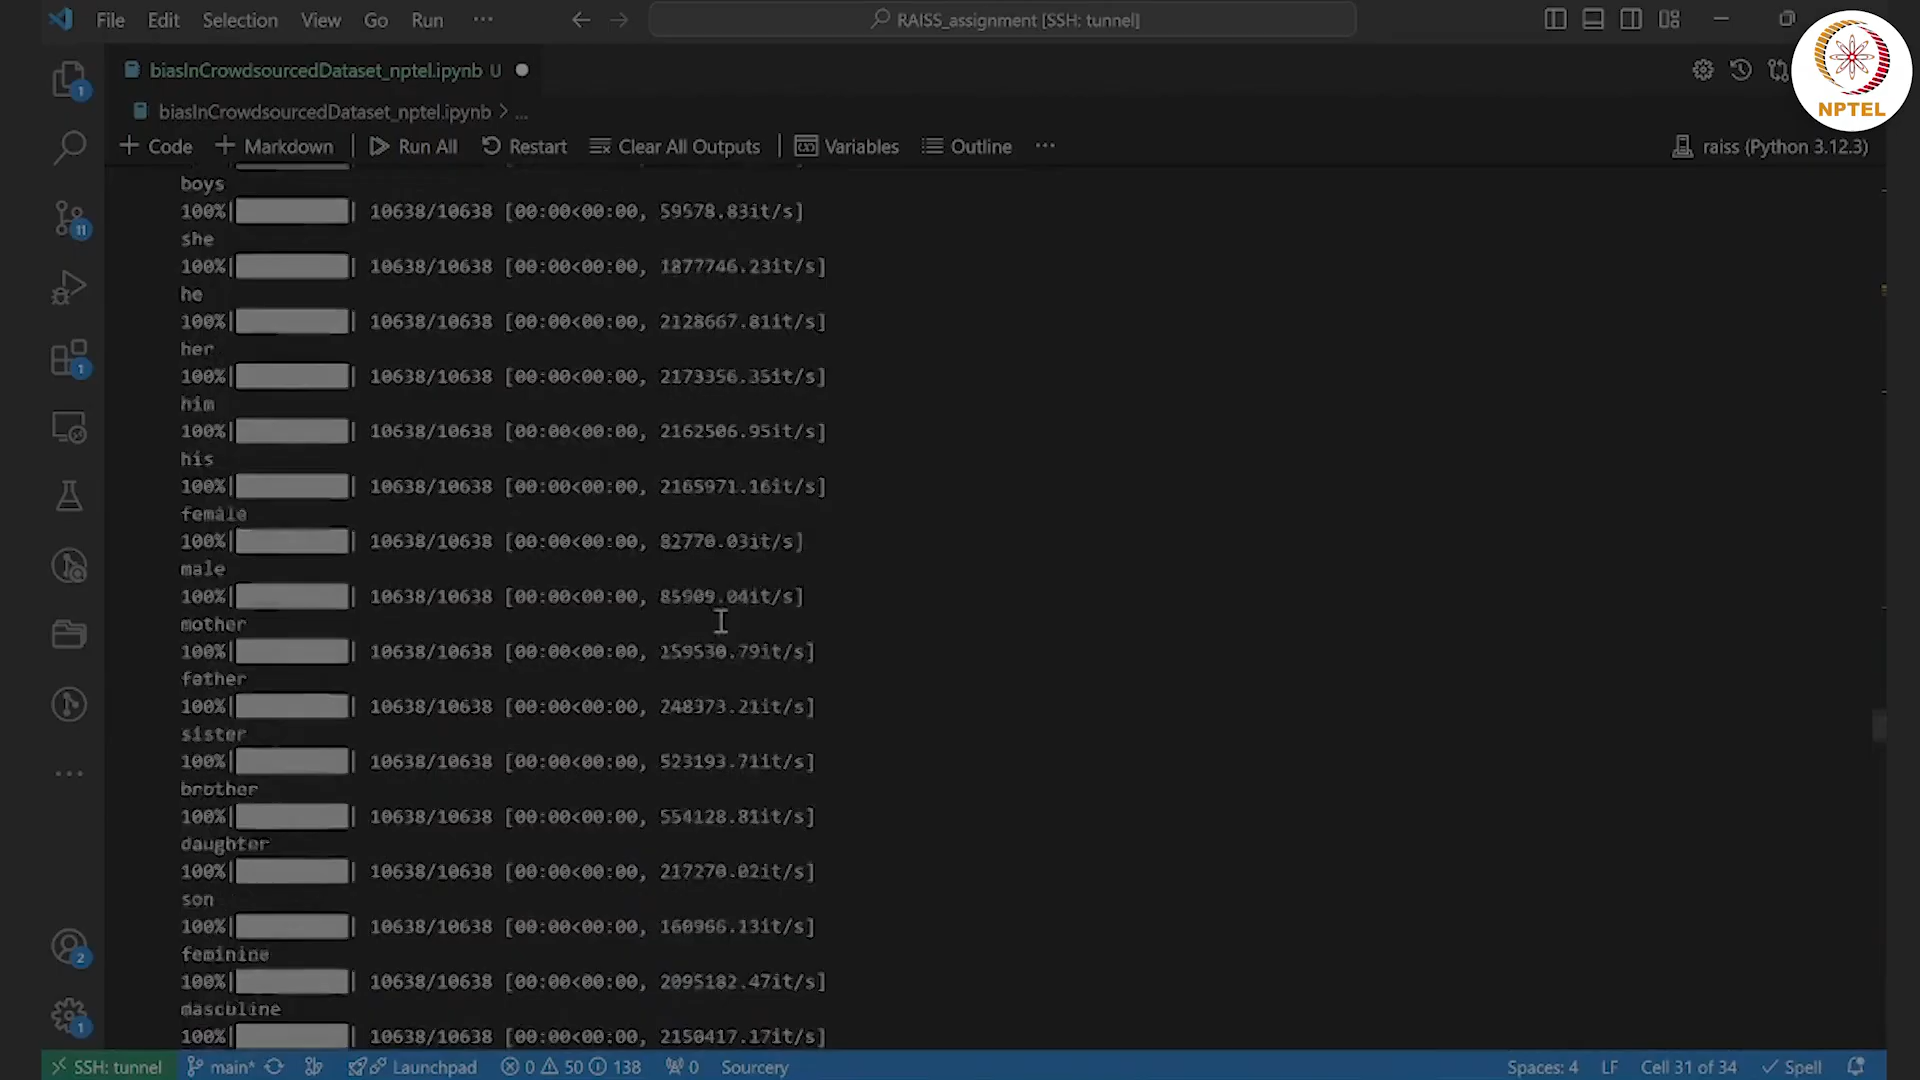 File Edit Selection View Go Run ··· RAISS_assignment [SSH: tunnel]
biasInCrowdsourcedDataset_nptel.ipynb U
NPTEL
biasInCrowdsourcedDataset_nptel.ipynb > ...
+ Code + Markdown | Run All Restart Clear All Outputs | Variables Outline ··· raiss (Python 3.12.3)
boys
100%| | 10638/10638 [00:00<00:00, 59578.83it/s]
she
100%| | 10638/10638 [00:00<00:00, 1877746.23it/s]
he
100%| | 10638/10638 [00:00<00:00, 2128667.81it/s]
her
100%| | 10638/10638 [00:00<00:00, 2173356.35it/s]
him
100%| | 10638/10638 [00:00<00:00, 2162506.95it/s]
his
100%| | 10638/10638 [00:00<00:00, 2165971.16it/s]
female
100%| | 10638/10638 [00:00<00:00, 82770.03it/s]
male
100%| | 10638/10638 [00:00<00:00, 85909.04it/s]
mother
100%| | 10638/10638 [00:00<00:00, 159530.79it/s]
father
100%| | 10638/10638 [00:00<00:00, 248373.21it/s]
sister
100%| | 10638/10638 [00:00<00:00, 523193.71it/s]
brother
100%| | 10638/10638 [00:00<00:00, 554128.81it/s]
daughter
100%| | 10638/10638 [00:00<00:00, 217270.02it/s]
son
100%| | 10638/10638 [00:00<00:00, 160966.13it/s]
feminine
100%| | 10638/10638 [00:00<00:00, 2095182.47it/s]
masculine
100%| | 10638/10638 [00:00<00:00, 2150417.17it/s]
1
11
1
2
1
SSH: tunnel main* Launchpad 0 50 138 0 Sourcery Spaces: 4 LF Cell 31 of 34 Spell